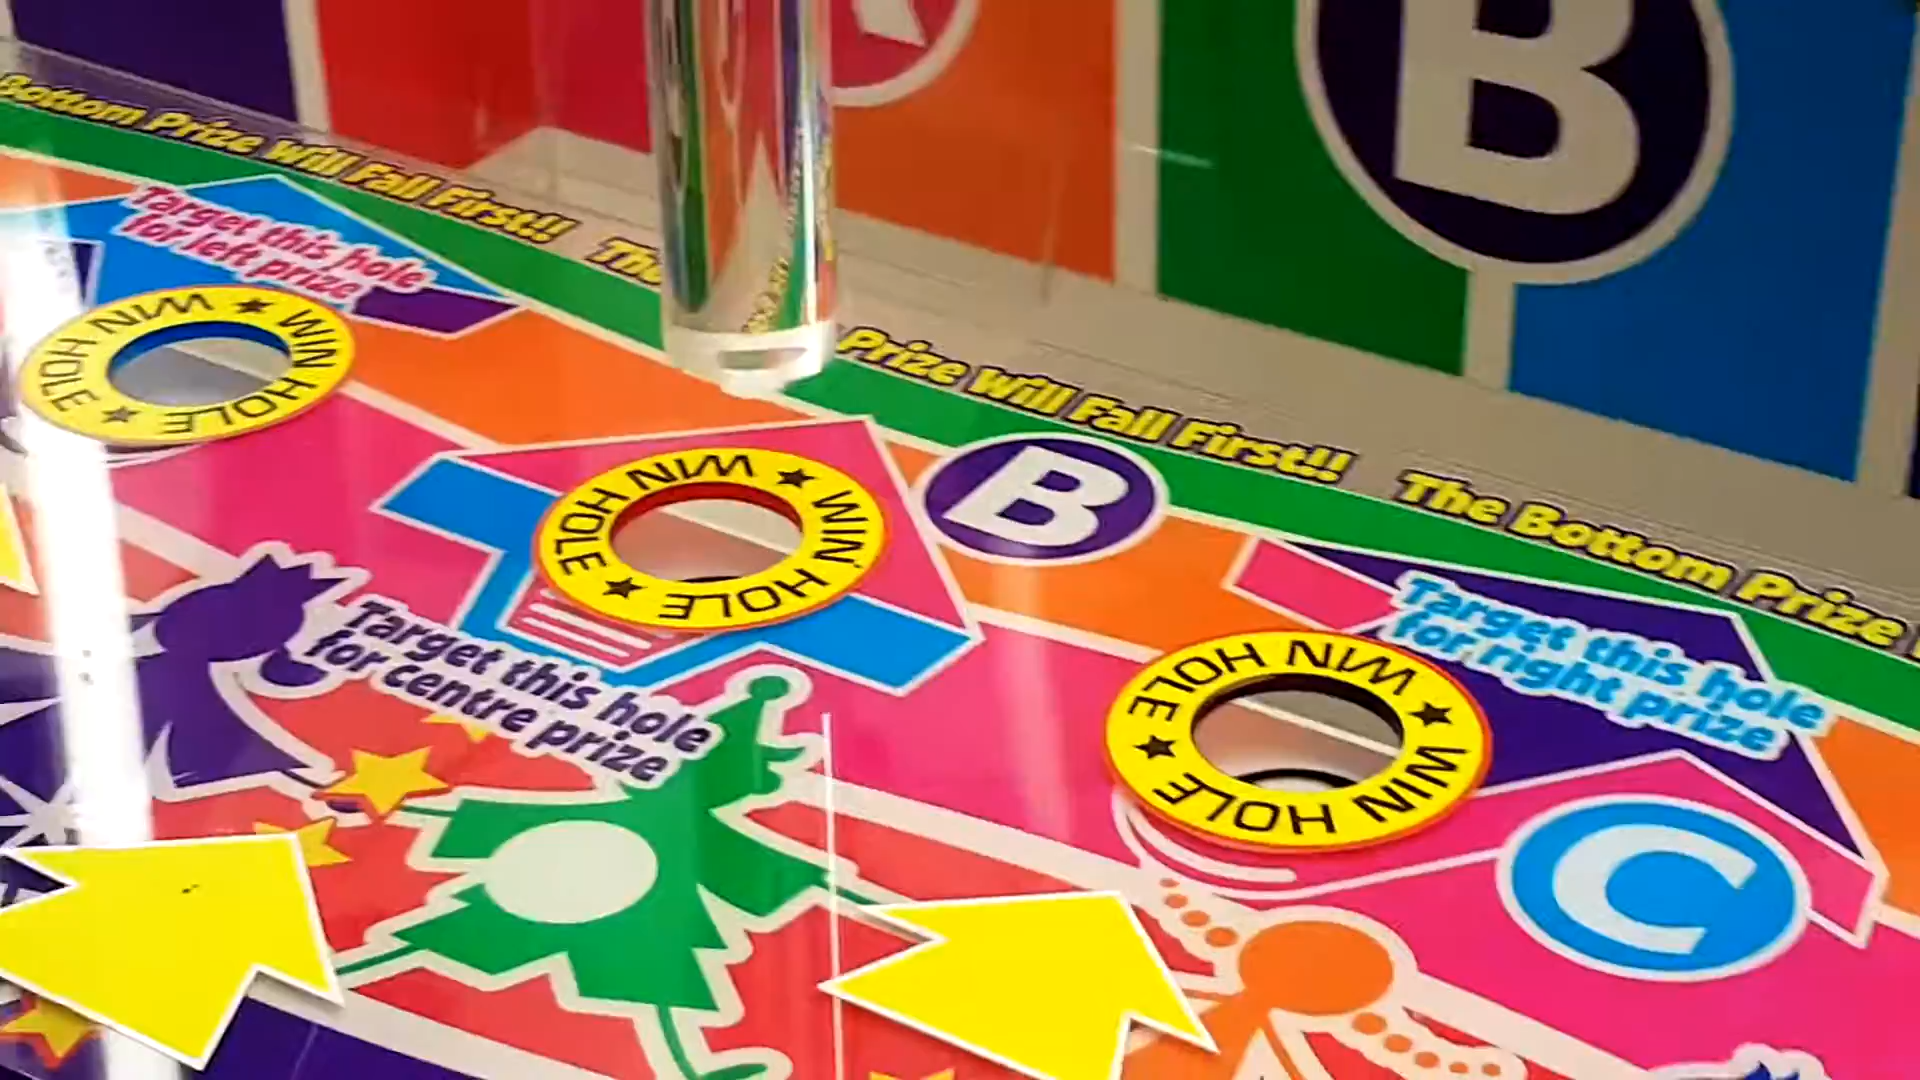 B
Bottom Prize Will Fall First!! The
Prize Will Fall First!! The Bottom Prize
Target this hole
for left prize
WIN HOLE ★ WIN HOLE ★
WIN HOLE ★ WIN HOLE ★
B
Target this hole
for centre prize
Target this hole
for right prize
WIN HOLE ★ WIN HOLE ★
C